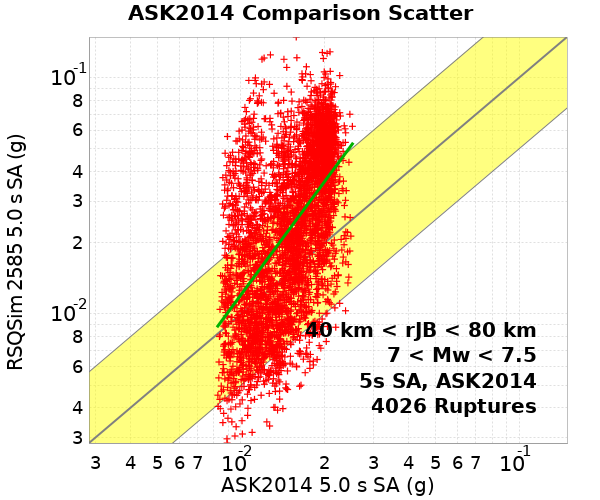 ASK2014 Comparison Scatter
RSQSim 2585 5.0 s SA (g)
10-1
8
6
4
3
2
10-2
8
6
4
3
40 km < rJB < 80 km
7 < Mw < 7.5
5s SA, ASK2014
4026 Ruptures
3 4 5 6 7 10-2 2 3 4 5 6 7 10-1
ASK2014 5.0 s SA (g)